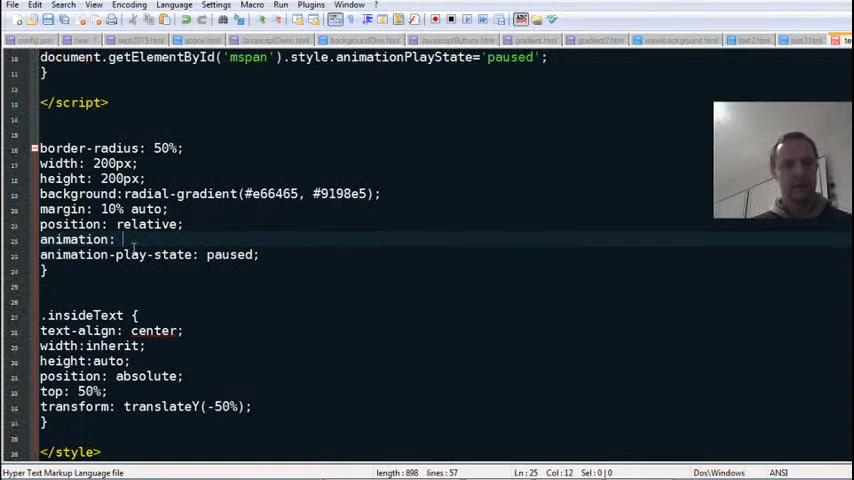 File Edit Search View Encoding Language Settings Macro Run Plugins Window ?
config.json new sept2019.html space.html JavascriptDemo.html backgroundDivs.html JavascriptButtons.html gradient.html gradient2.html wavebackground.html test2.html test3.html
document.getElementById('mspan').style.animationPlayState='paused';
}
</script>
border-radius: 50%;
width: 200px;
height: 200px;
background:radial-gradient(#e66465, #9198e5);
margin: 10% auto;
position: relative;
animation:
animation-play-state: paused;
}
.insideText {
text-align: center;
width:inherit;
height:auto;
position: absolute;
top: 50%;
transform: translateY(-50%);
}
</style>
Hyper Text Markup Language file length:898 lines:57 Ln:25 Col:12 Sel:0|0 Dos\Windows ANSI